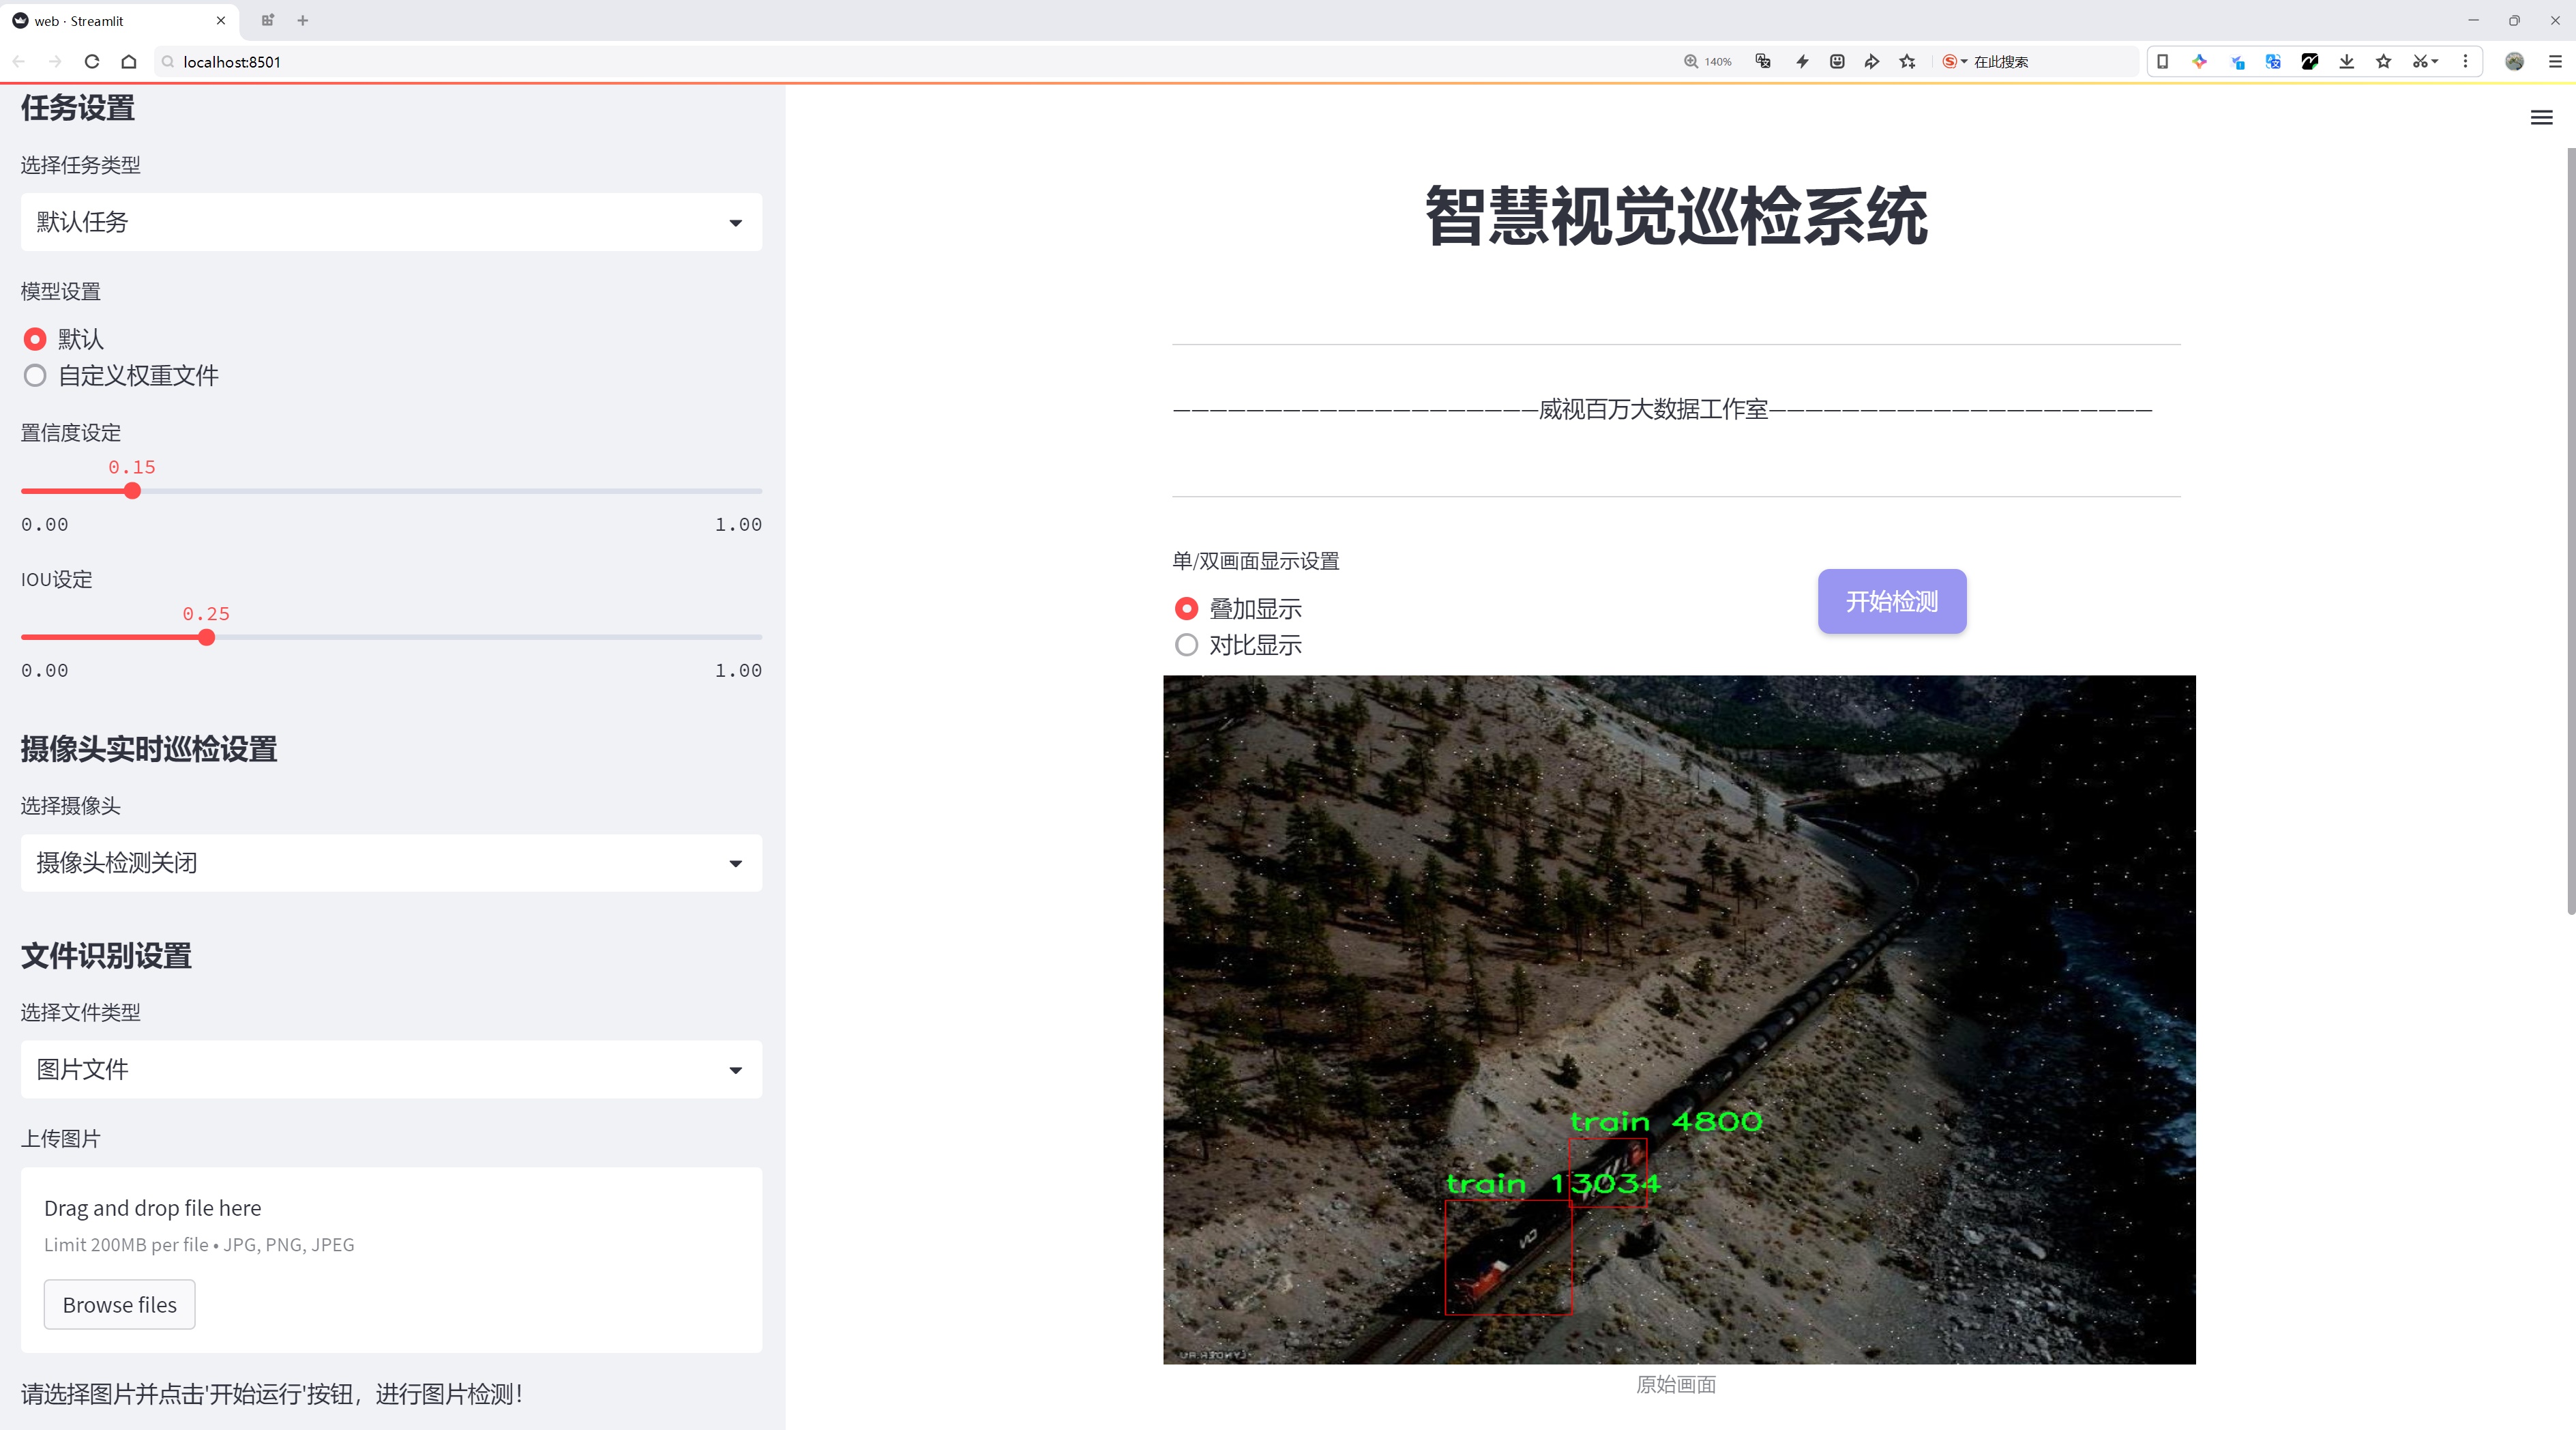 web · Streamlit
localhost:8501
140%
在此搜索
任务设置
选择任务类型
默认任务
模型设置
默认
自定义权重文件
置信度设定
0.15
0.00
1.00
IOU设定
0.25
0.00
1.00
摄像头实时巡检设置
选择摄像头
摄像头检测关闭
文件识别设置
选择文件类型
图片文件
上传图片
Drag and drop file here
Limit 200MB per file • JPG, PNG, JPEG
Browse files
请选择图片并点击'开始运行'按钮，进行图片检测！
智慧视觉巡检系统
—————————————————————威视百万大数据工作室——————————————————————
单/双画面显示设置
叠加显示
对比显示
开始检测
train 4800
train 13034
CN
原始画面